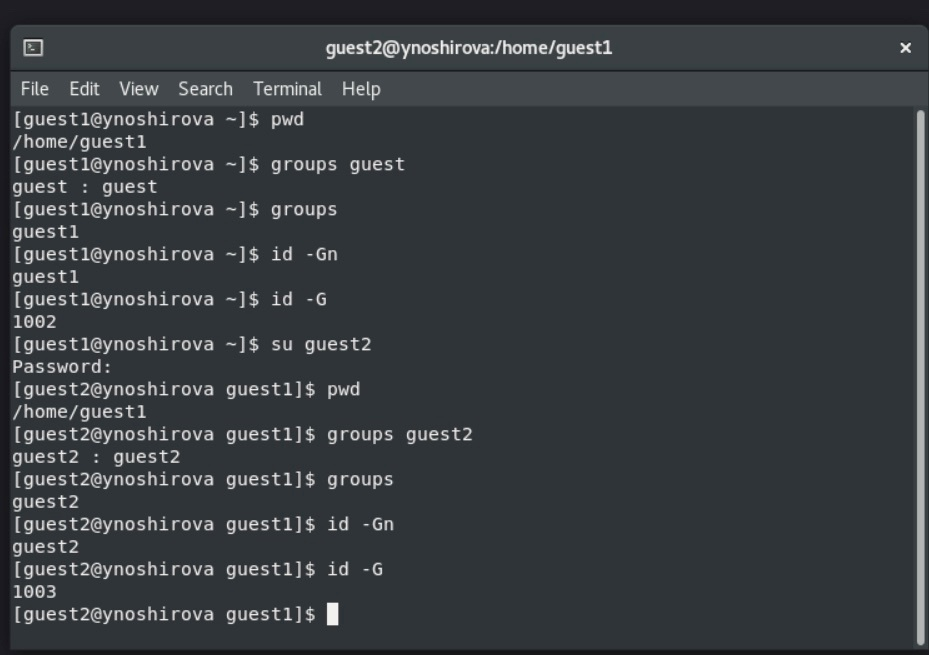 guest2@ynoshirova:/home/guest1
File Edit View Search Terminal Help
[guest1@ynoshirova ~]$ pwd
/home/guest1
[guest1@ynoshirova ~]$ groups guest
guest : guest
[guest1@ynoshirova ~]$ groups
guest1
[guest1@ynoshirova ~]$ id -Gn
guest1
[guest1@ynoshirova ~]$ id -G
1002
[guest1@ynoshirova ~]$ su guest2
Password:
[guest2@ynoshirova guest1]$ pwd
/home/guest1
[guest2@ynoshirova guest1]$ groups guest2
guest2 : guest2
[guest2@ynoshirova guest1]$ groups
guest2
[guest2@ynoshirova guest1]$ id -Gn
guest2
[guest2@ynoshirova guest1]$ id -G
1003
[guest2@ynoshirova guest1]$